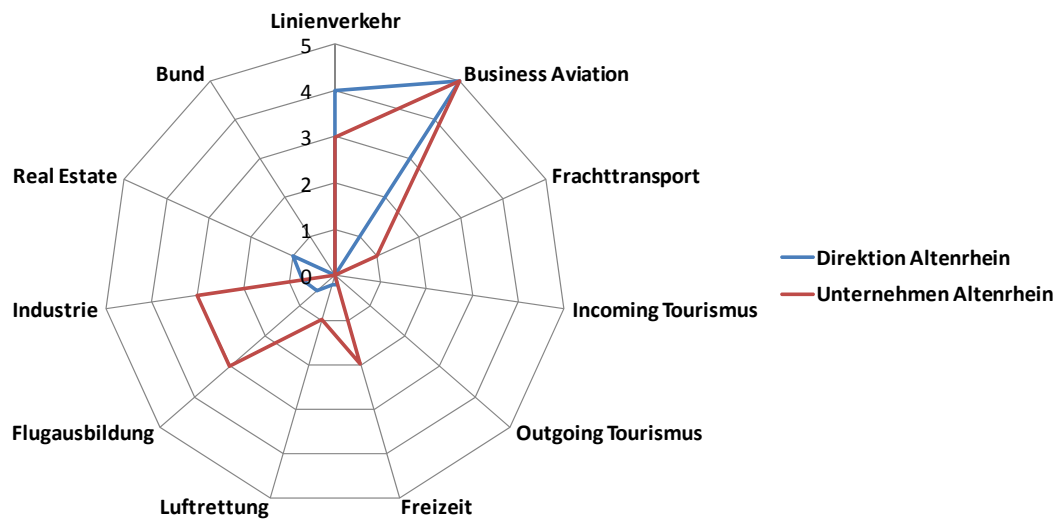 Linienverkehr
5
Bund
Business Aviation
4
3
Real Estate
Frachttransport
2
1
Direktion Altenrhein
0
Unternehmen Altenrhein
Industrie
Incoming Tourismus
Flugausbildung
Outgoing Tourismus
Luftrettung
Freizeit